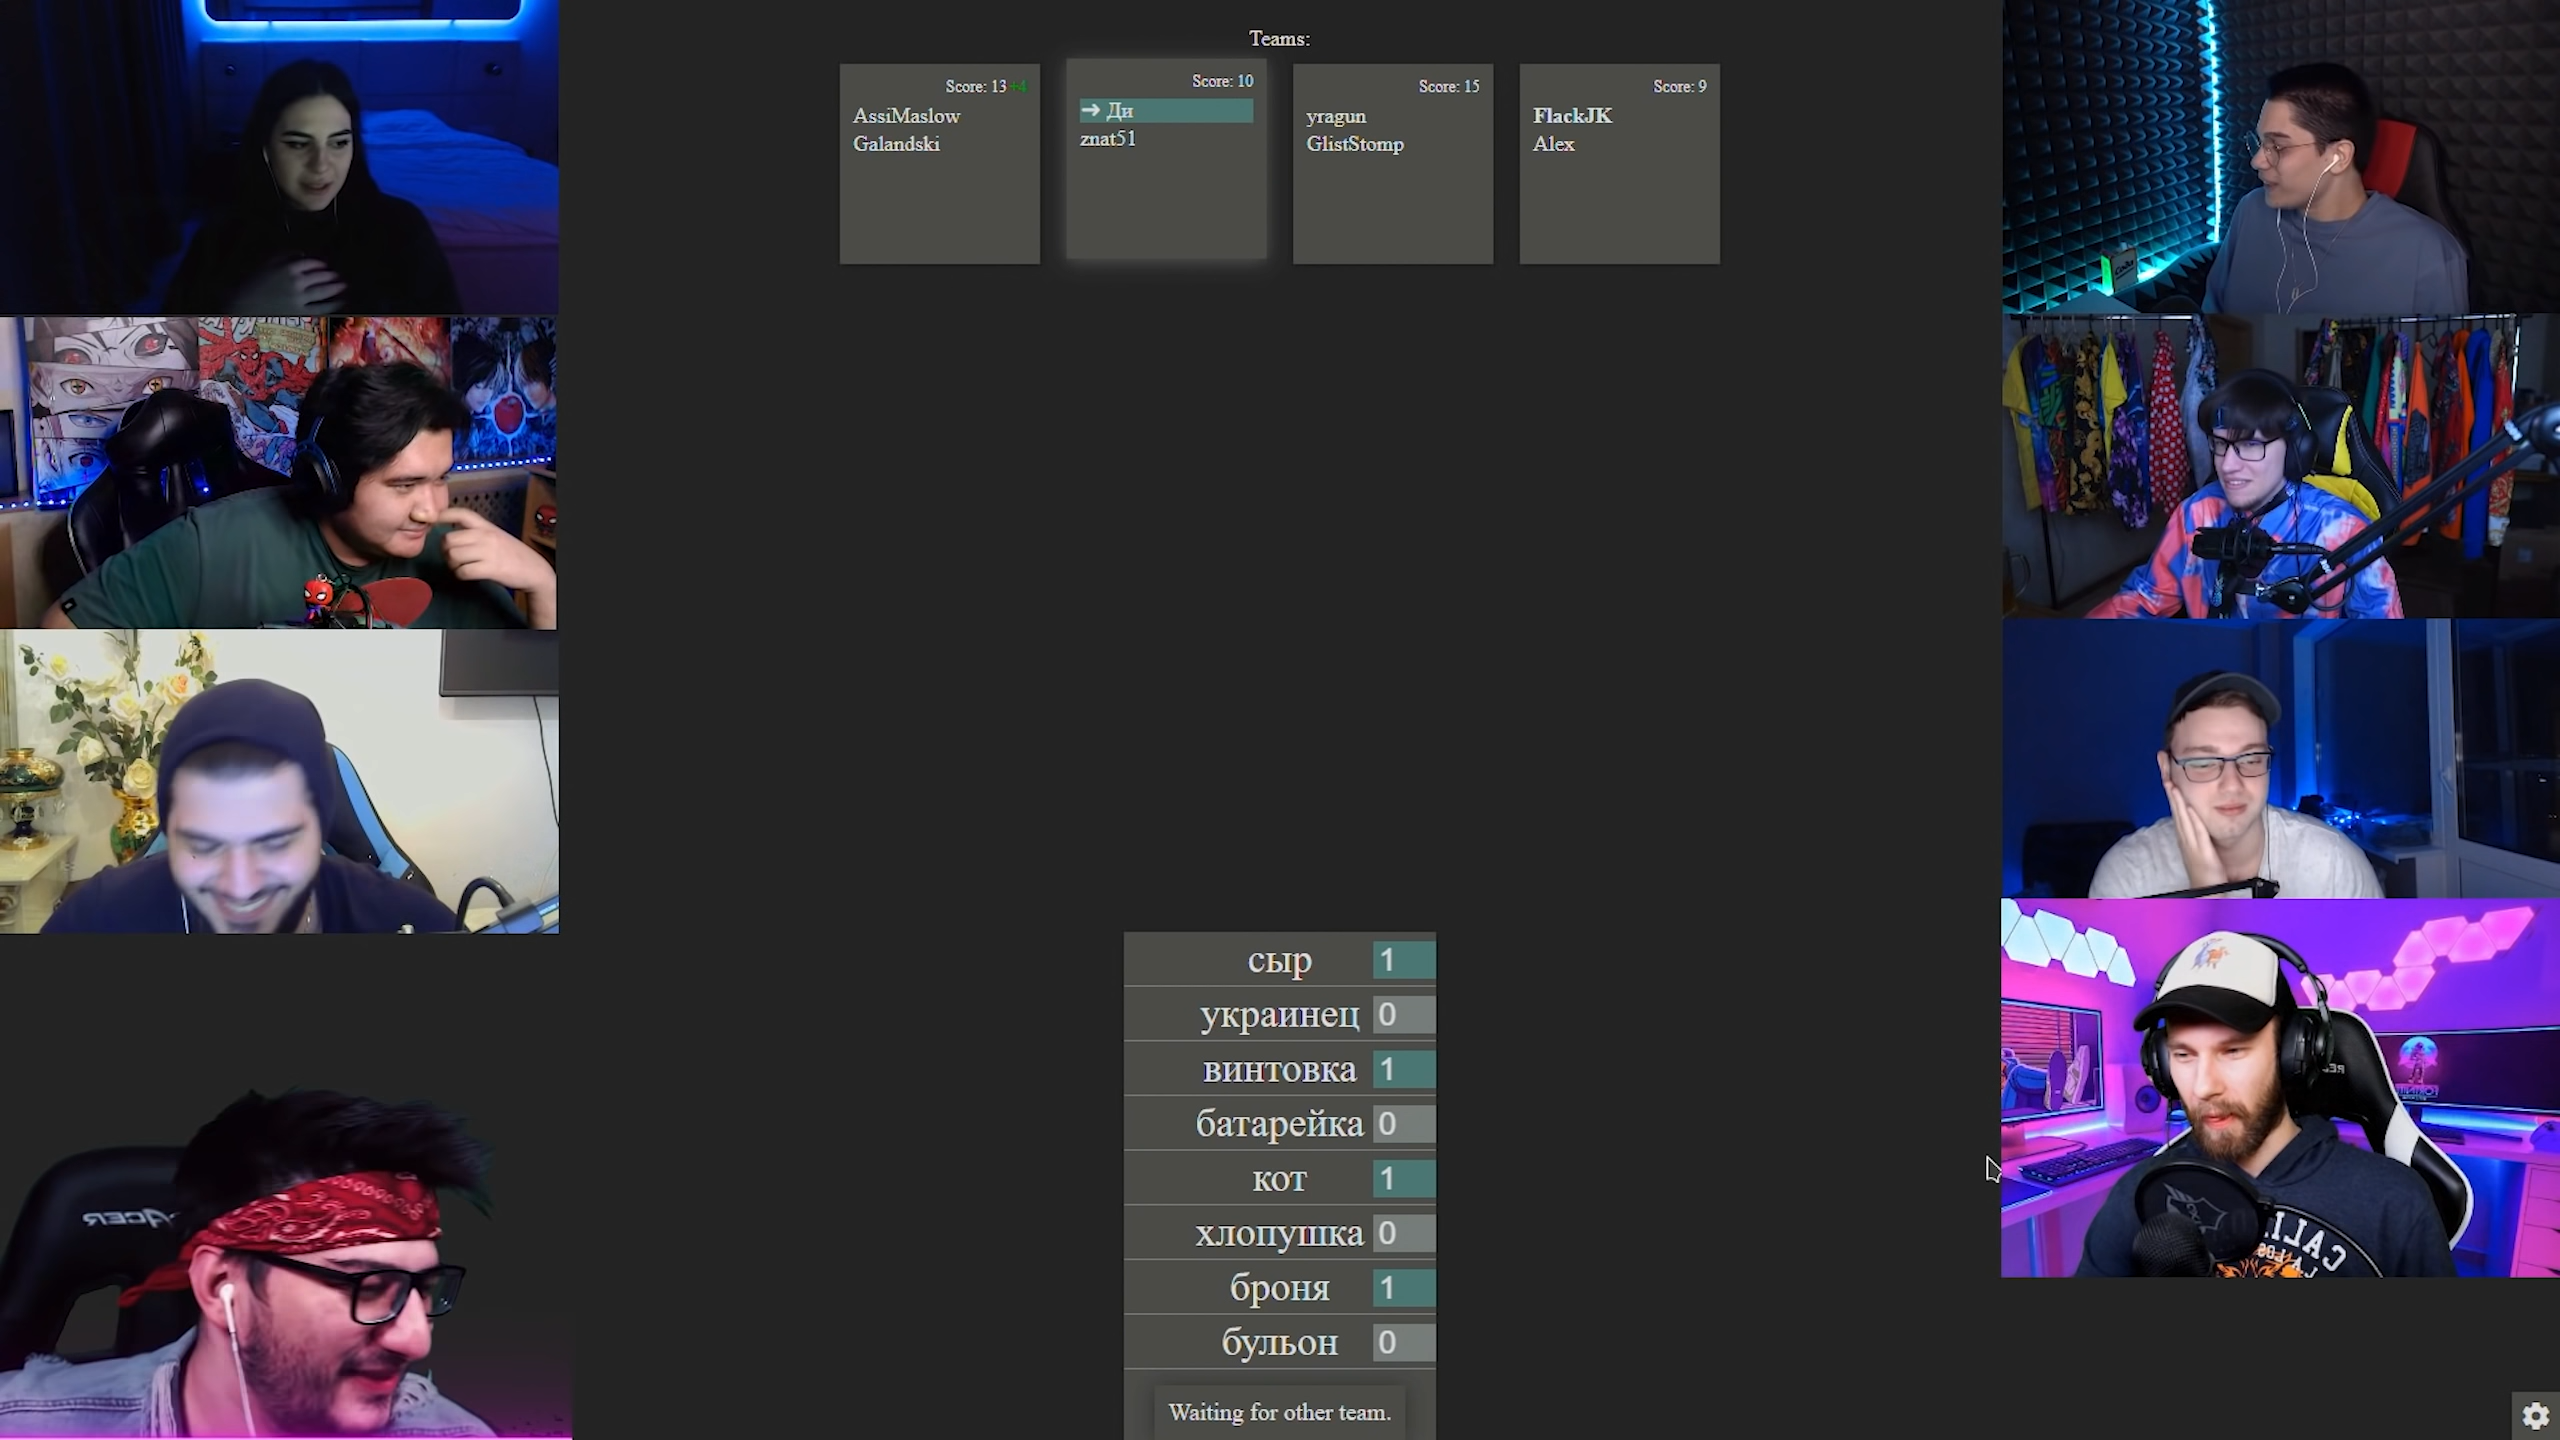 Teams:
Score: 13 +4
AssiMaslow
Galandski
Score: 10
➔ Ди
znat51
Score: 15
yragun
GlistStomp
Score: 9
FlackJK
Alex
сыр 1
украинец 0
винтовка 1
батарейка 0
кот 1
хлопушка 0
броня 1
бульон 0
Waiting for other team.